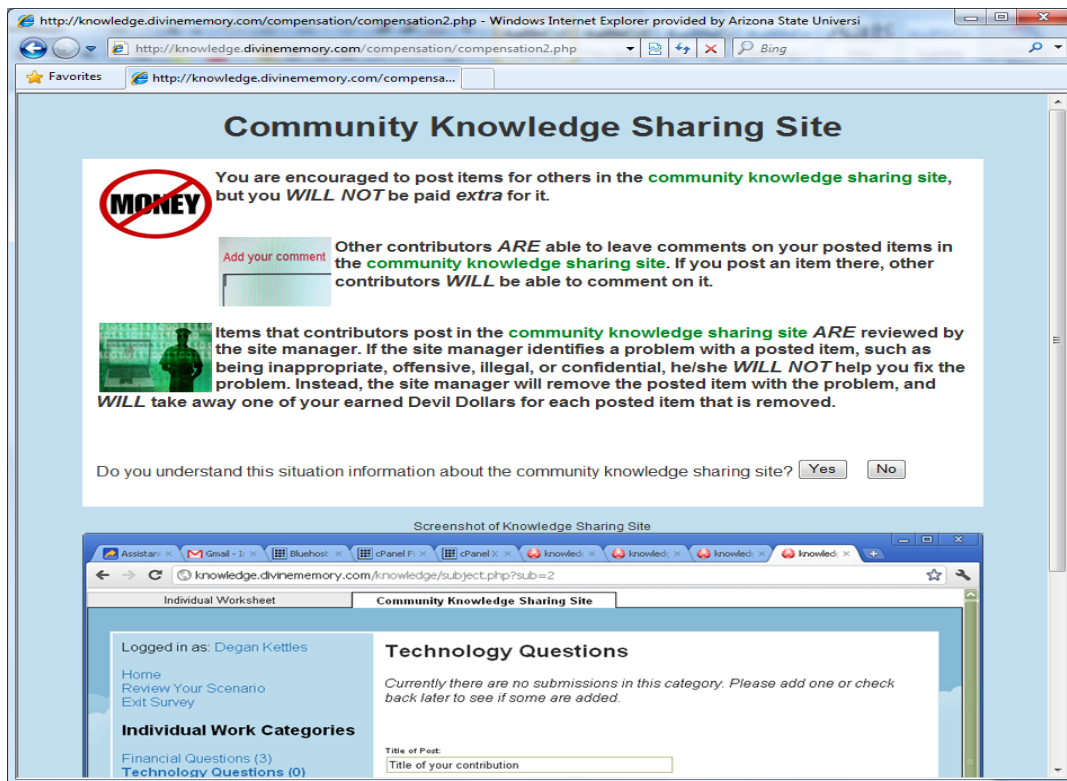 http://knowledge.divinememory.com/compensation/compensation2.php - Windows Internet Explorer provided by Arizona State Universi
http://knowledge.divinememory.com/compensation/compensation2.php
Bing
Favorites
http://knowledge.divinememory.com/compensa...
Community Knowledge Sharing Site
MONEY
You are encouraged to post items for others in the community knowledge sharing site,
but you WILL NOT be paid extra for it.
Add your comment
Other contributors ARE able to leave comments on your posted items in
the community knowledge sharing site. If you post an item there, other
contributors WILL be able to comment on it.
Items that contributors post in the community knowledge sharing site ARE reviewed by
the site manager. If the site manager identifies a problem with a posted item, such as
being inappropriate, offensive, illegal, or confidential, he/she WILL NOT help you fix the
problem. Instead, the site manager will remove the posted item with the problem, and
WILL take away one of your earned Devil Dollars for each posted item that is removed.
Do you understand this situation information about the community knowledge sharing site? Yes No
Screenshot of Knowledge Sharing Site
Assistan Gmail - I Bluehost cPanel F cPanel X knowled knowled knowled knowled
knowledge.divinememory.com/knowledge/subject.php?sub=2
Individual Worksheet Community Knowledge Sharing Site
Logged in as: Degan Kettles
Home
Review Your Scenario
Exit Survey
Individual Work Categories
Financial Questions (3)
Technology Questions (0)
Technology Questions
Currently there are no submissions in this category. Please add one or check
back later to see if some are added.
Title of Post:
Title of your contribution